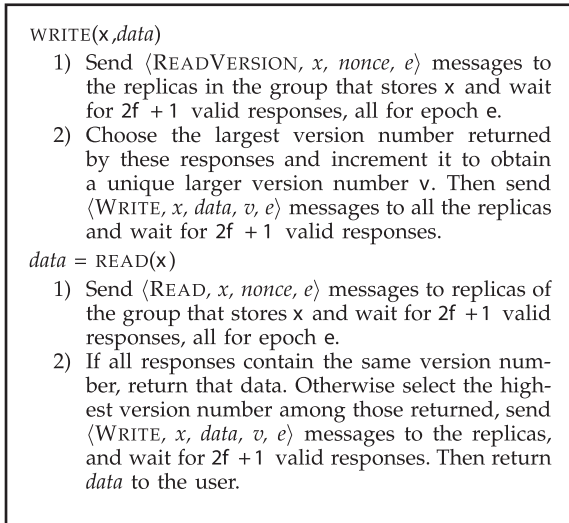 WRITE(x,data)
1) Send ⟨READVERSION, x, nonce, e⟩ messages to
the replicas in the group that stores x and wait
for 2f + 1 valid responses, all for epoch e.
2) Choose the largest version number returned
by these responses and increment it to obtain
a unique larger version number v. Then send
⟨WRITE, x, data, v, e⟩ messages to all the replicas
and wait for 2f + 1 valid responses.
data = READ(x)
1) Send ⟨READ, x, nonce, e⟩ messages to replicas of
the group that stores x and wait for 2f + 1 valid
responses, all for epoch e.
2) If all responses contain the same version num-
ber, return that data. Otherwise select the high-
est version number among those returned, send
⟨WRITE, x, data, v, e⟩ messages to the replicas,
and wait for 2f + 1 valid responses. Then return
data to the user.